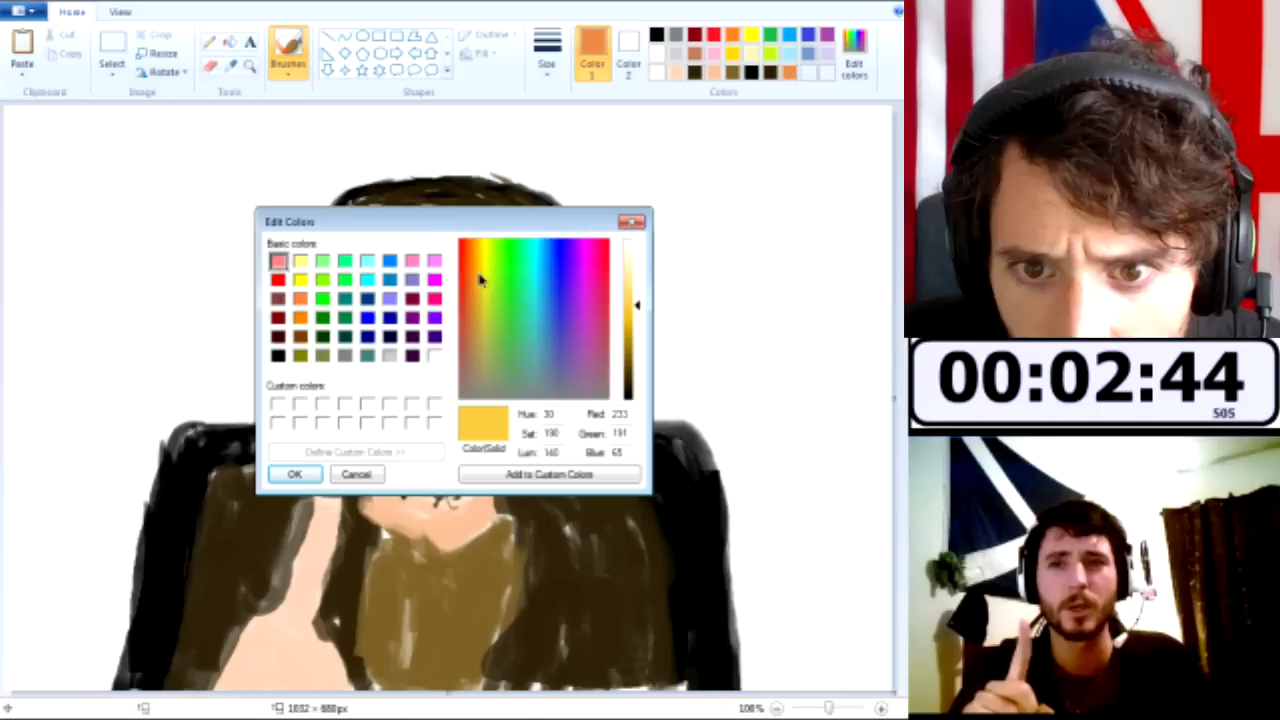 Home View
Cut
Copy
Paste
Clipboard
Select
Crop
Resize
Rotate
Image
A
Tools
Brushes
Outline
Fill
Shapes
Size
Color 1
Color 2
Edit colors
Colors
Edit Colors
Basic colors:
Custom colors:
Define Custom Colors >>
OK
Cancel
Color|Solid
Hue: 30
Red: 233
Sat: 190
Green: 191
Lum: 140
Blue: 65
Add to Custom Colors
00:02:44
505
1032 × 680px
100%